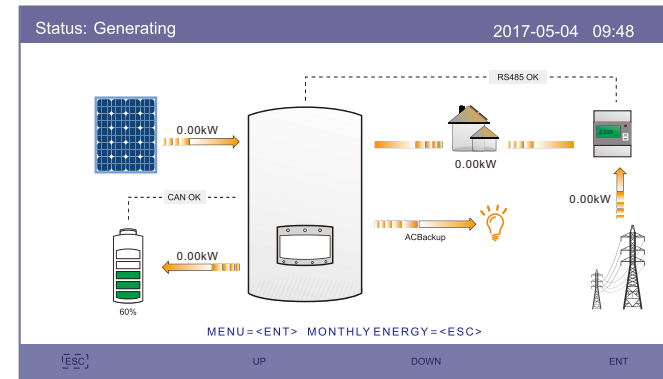 Status: Generating
2017-05-04 09:48
RS485 OK
0.00kW
0.00kW
CAN OK
0.00kW
0.00kW
ACBackup
60%
MENU=<ENT> MONTHLY ENERGY=<ESC>
ESC UP DOWN ENT